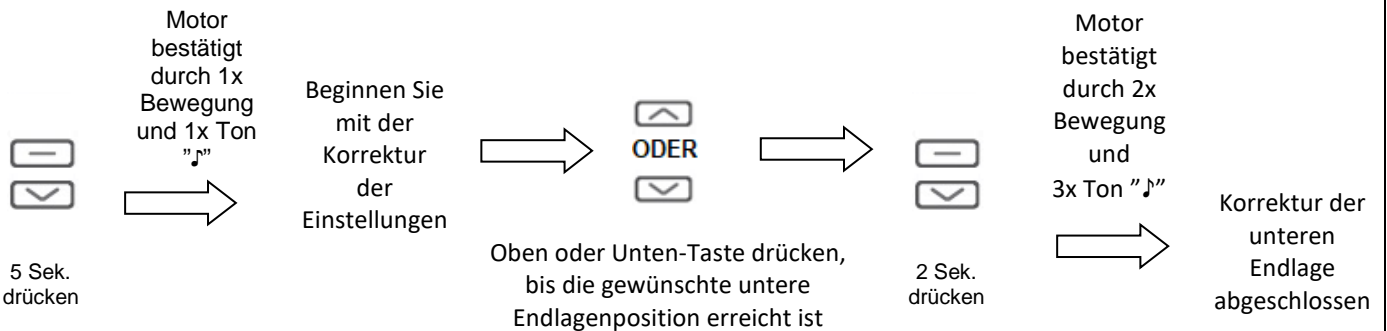 Motor
bestätigt
durch 1x
Bewegung
und 1x Ton
”♪”
5 Sek.
drücken
Beginnen Sie
mit der
Korrektur
der
Einstellungen
ODER
Oben oder Unten-Taste drücken,
bis die gewünschte untere
Endlagenposition erreicht ist
2 Sek.
drücken
Motor
bestätigt
durch 2x
Bewegung
und
3x Ton ”♪”
Korrektur der
unteren
Endlage
abgeschlossen